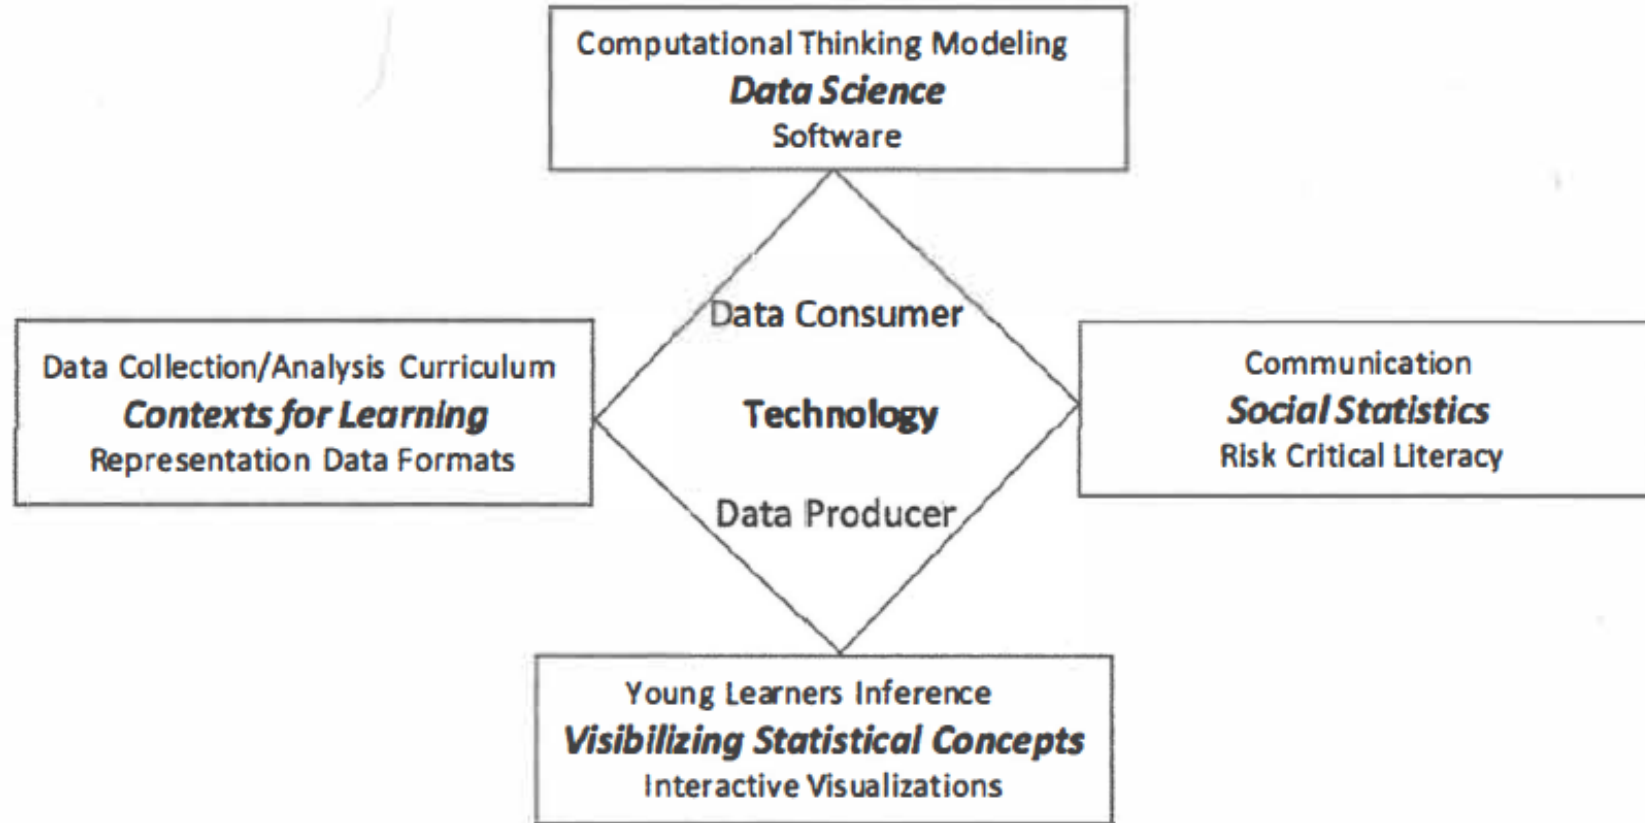 Computational Thinking Modeling
Data Science
Software
Data Consumer
Data Collection/Analysis Curriculum
Contexts for Learning
Representation Data Formats
Technology
Communication
Social Statistics
Risk Critical Literacy
Data Producer
Young Learners Inference
Visibilizing Statistical Concepts
Interactive Visualizations